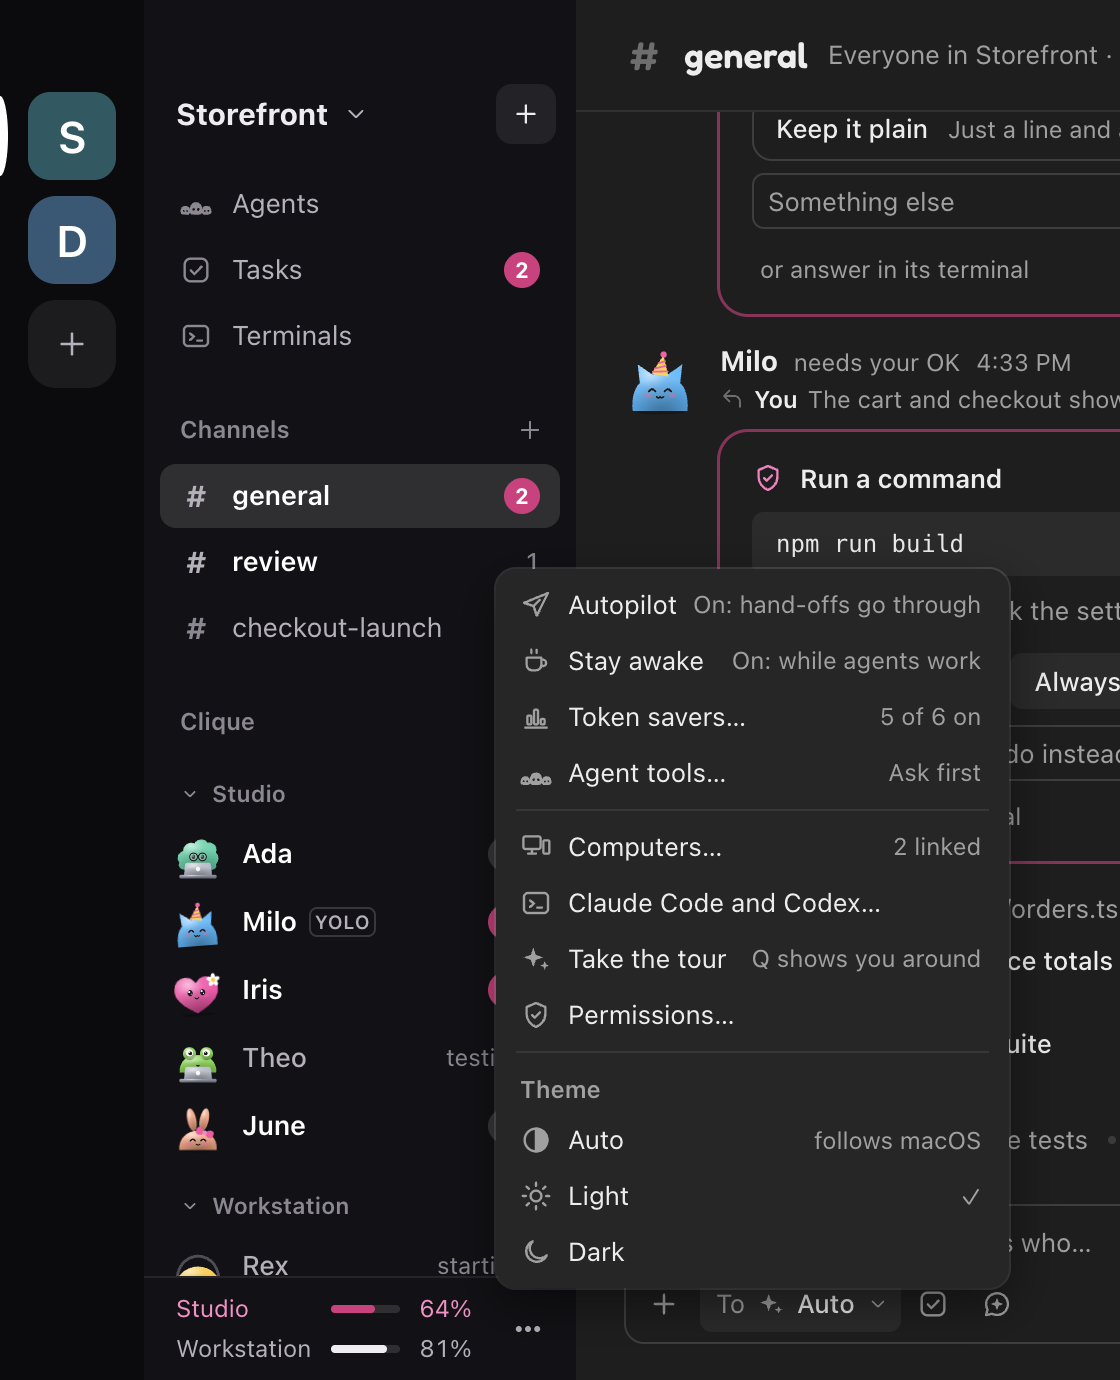 S
D
Storefront
Agents
Tasks 2
Terminals
Channels
# general 2
# review 1
# checkout-launch
Clique
Studio
Ada
Milo YOLO
Iris
Theo
June
Workstation
Rex
Studio 64%
Workstation 81%
# general Everyone in Storefront ·
Keep it plain Just a line and
Something else
or answer in its terminal
Milo needs your OK 4:33 PM
You The cart and checkout show
Run a command
npm run build
the sett
Always
do instead
orders.ts
totals
tests
who...
Autopilot On: hand-offs go through
Stay awake On: while agents work
Token savers... 5 of 6 on
Agent tools... Ask first
Computers... 2 linked
Claude Code and Codex...
Take the tour Q shows you around
Permissions...
Theme
Auto follows macOS
Light
Dark
To Auto